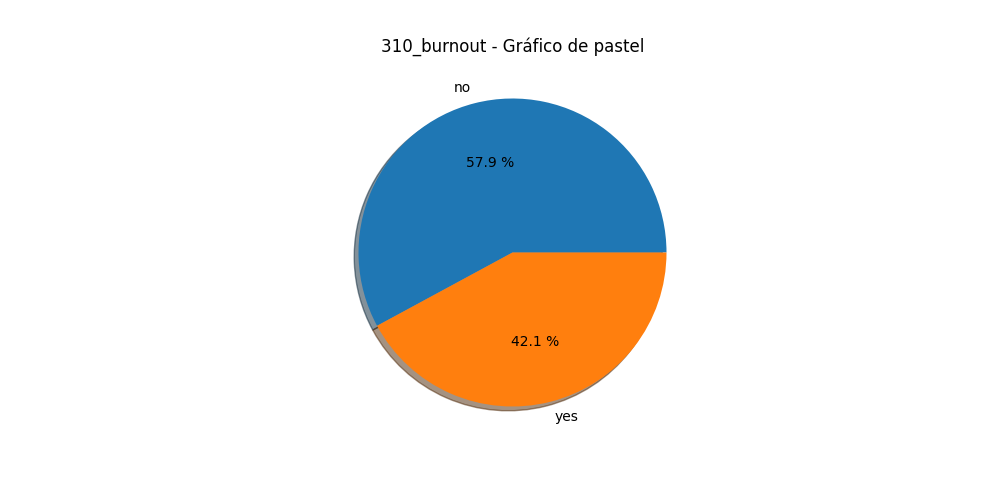 310_burnout - Gráfico de pastel
no
57.9 %
42.1 %
yes